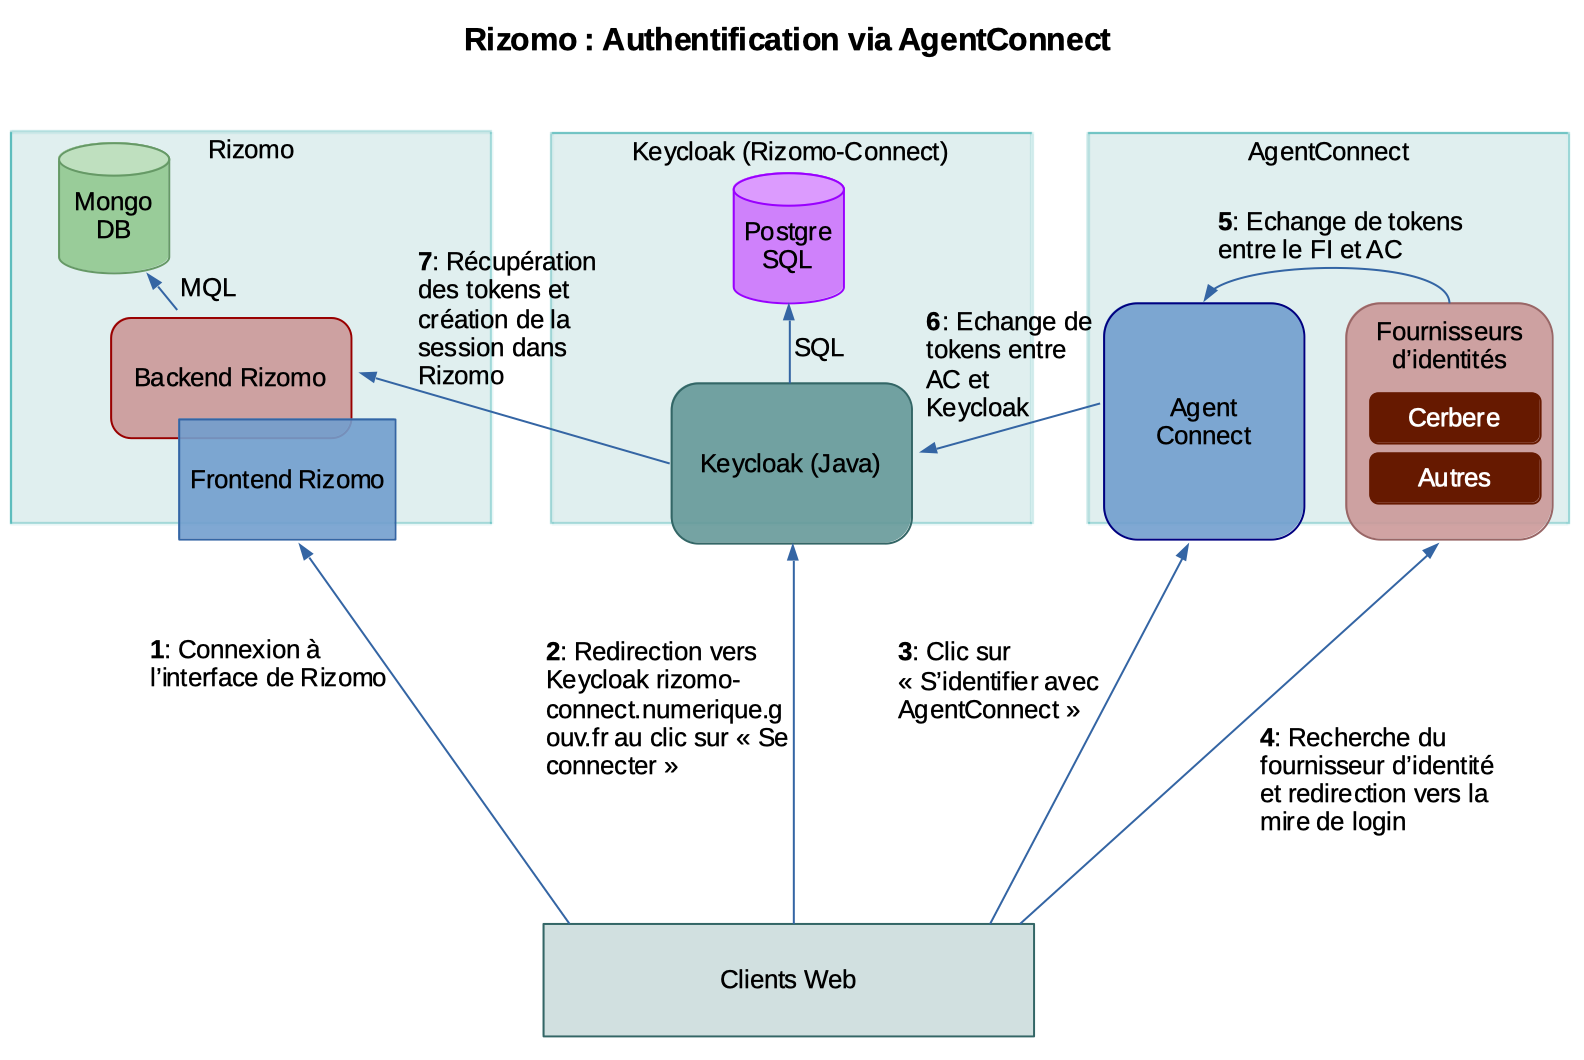 Rizomo : Authentification via AgentConnect
Rizomo
Mongo
DB
MQL
Backend Rizomo
Frontend Rizomo
7: Récupération
des tokens et
création de la
session dans
Rizomo
Keycloak (Rizomo-Connect)
Postgre
SQL
SQL
Keycloak (Java)
6: Echange de
tokens entre
AC et
Keycloak
AgentConnect
5: Echange de tokens
entre le FI et AC
Agent
Connect
Fournisseurs
d’identités
Cerbere
Autres
1: Connexion à
l’interface de Rizomo
2: Redirection vers
Keycloak rizomo-
connect.numerique.g
ouv.fr au clic sur « Se
connecter »
3: Clic sur
« S’identifier avec
AgentConnect »
4: Recherche du
fournisseur d’identité
et redirection vers la
mire de login
Clients Web